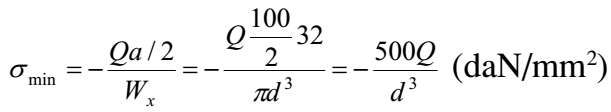 σ_min = − (Qa / 2) / W_x = − (Q (100/2) 32) / (πd³) = − 500Q / d³ (daN/mm²)